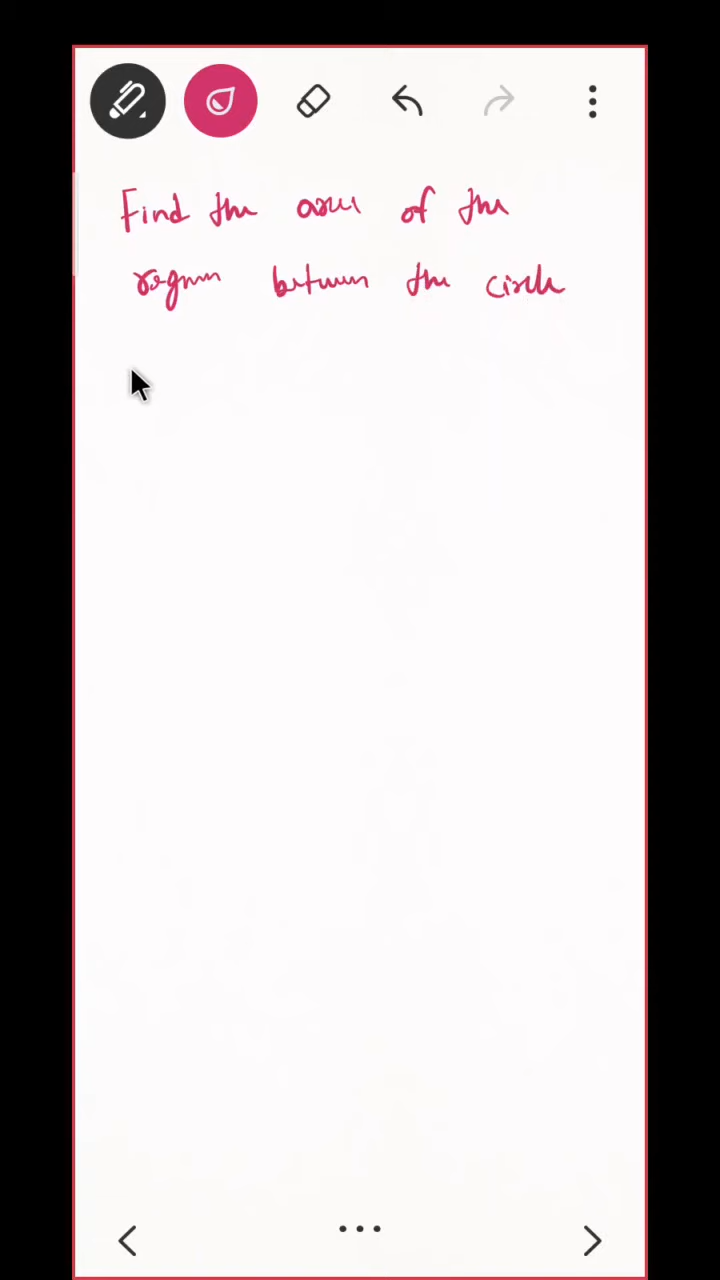 Find the area of the
region between the circle